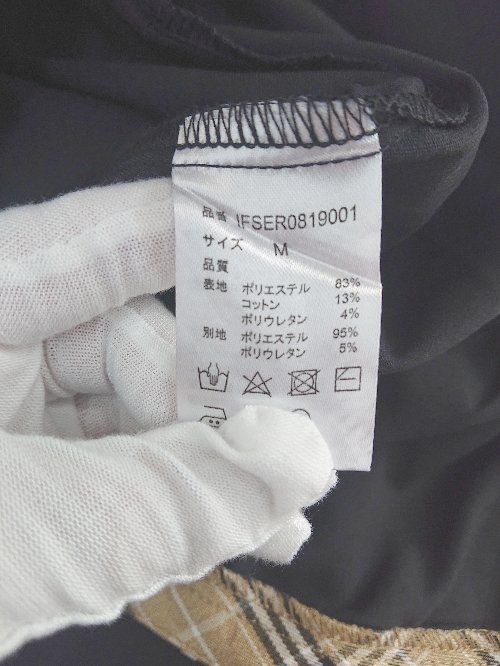 品番 IFSER0819001
サイズ M
品質
表地 ポリエステル 83%
コットン 13%
ポリウレタン 4%
別地 ポリエステル 95%
ポリウレタン 5%